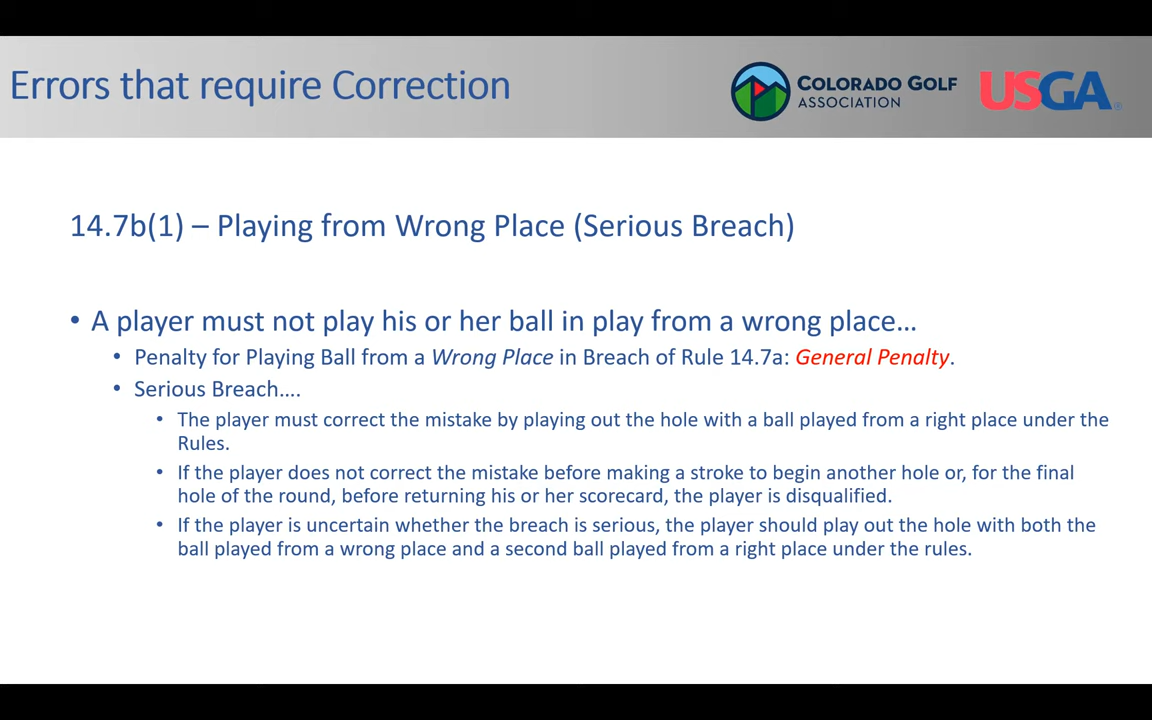 Errors that require Correction
COLORADO GOLF
ASSOCIATION
USGA®
14.7b(1) – Playing from Wrong Place (Serious Breach)
• A player must not play his or her ball in play from a wrong place…
• Penalty for Playing Ball from a Wrong Place in Breach of Rule 14.7a: General Penalty.
• Serious Breach….
• The player must correct the mistake by playing out the hole with a ball played from a right place under the
Rules.
• If the player does not correct the mistake before making a stroke to begin another hole or, for the final
hole of the round, before returning his or her scorecard, the player is disqualified.
• If the player is uncertain whether the breach is serious, the player should play out the hole with both the
ball played from a wrong place and a second ball played from a right place under the rules.